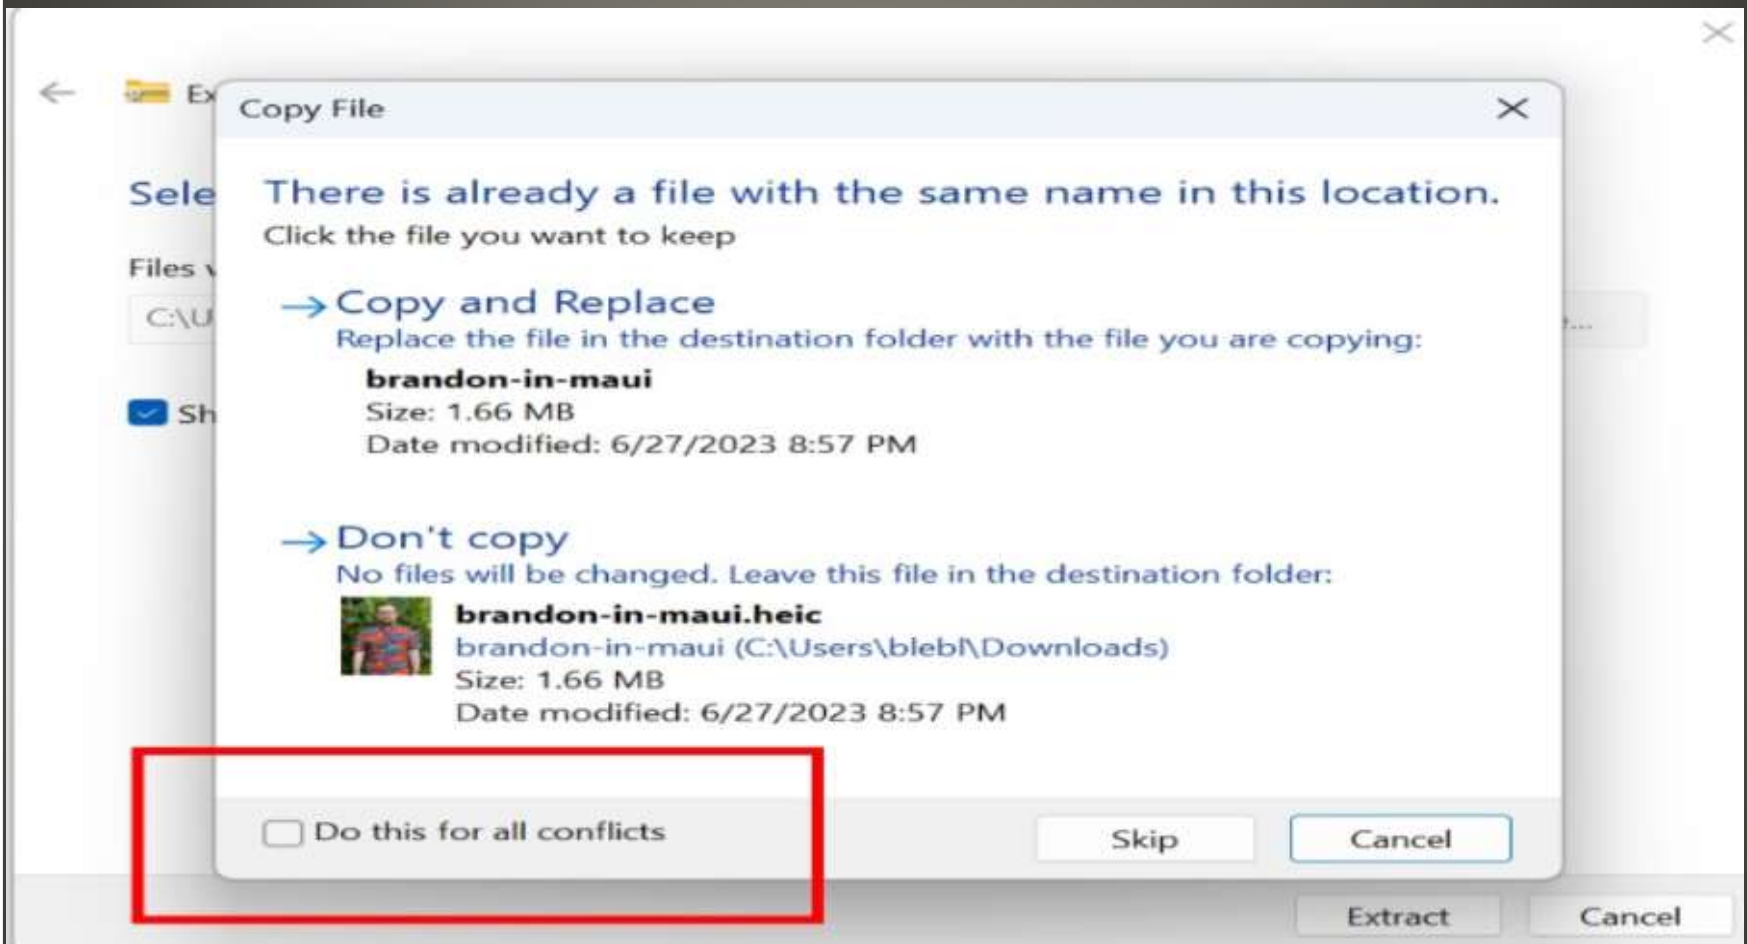 Ex
Copy File
Sele
There is already a file with the same name in this location.
Click the file you want to keep
Files
C:\U
Copy and Replace
Replace the file in the destination folder with the file you are copying:
brandon-in-maui
Size: 1.66 MB
Date modified: 6/27/2023 8:57 PM
Sh
Don't copy
No files will be changed. Leave this file in the destination folder:
brandon-in-maui.heic
brandon-in-maui (C:\Users\blebl\Downloads)
Size: 1.66 MB
Date modified: 6/27/2023 8:57 PM
Do this for all conflicts
Skip
Cancel
Extract
Cancel